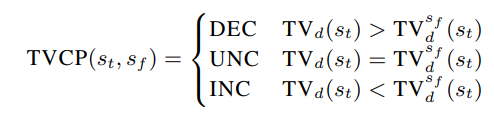 DEC TV_d(s_t) > TV_d^{s_f}(s_t)
TVCP(s_t, s_f) = { UNC TV_d(s_t) = TV_d^{s_f}(s_t)
INC TV_d(s_t) < TV_d^{s_f}(s_t)